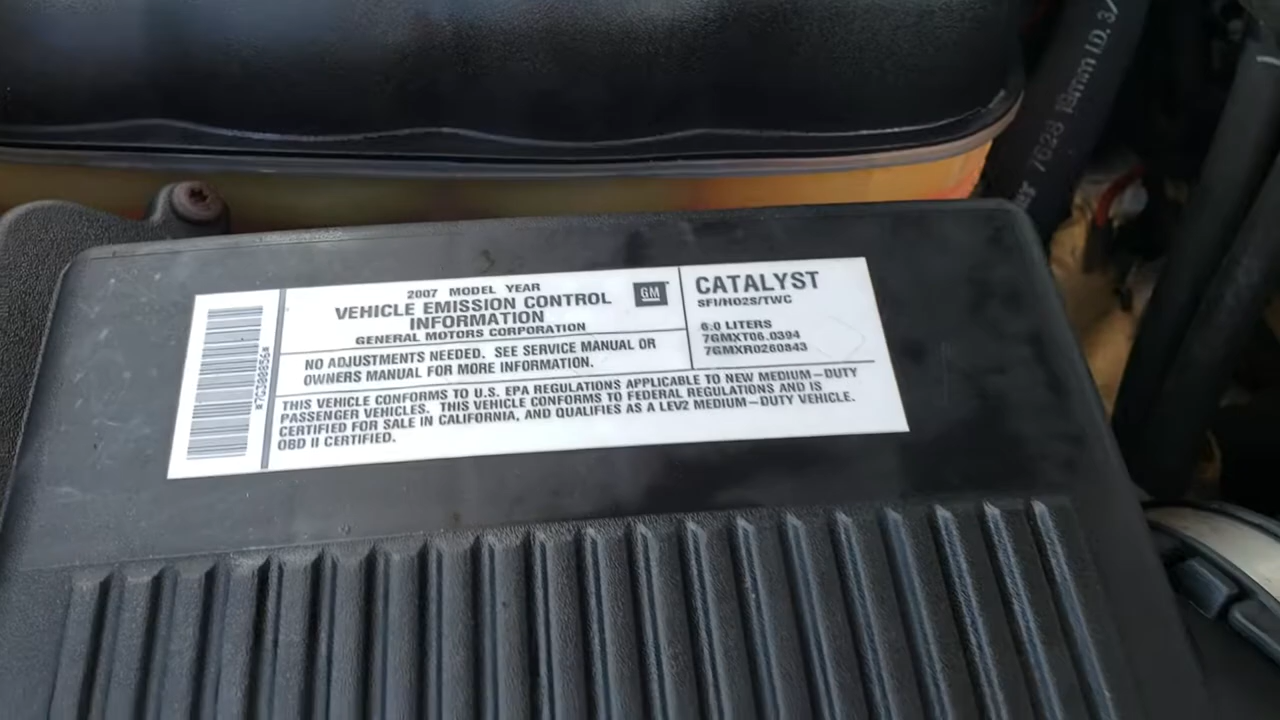 2007 MODEL YEAR
VEHICLE EMISSION CONTROL
INFORMATION
GENERAL MOTORS CORPORATION
GM
NO ADJUSTMENTS NEEDED. SEE SERVICE MANUAL OR
OWNERS MANUAL FOR MORE INFORMATION.
CATALYST
SFI/HO2S/TWC
6.0 LITERS
7GMXT06.0394
7GMXR0260843
THIS VEHICLE CONFORMS TO U.S. EPA REGULATIONS APPLICABLE TO NEW MEDIUM-DUTY
PASSENGER VEHICLES. THIS VEHICLE CONFORMS TO FEDERAL REGULATIONS AND IS
CERTIFIED FOR SALE IN CALIFORNIA, AND QUALIFIES AS A LEV2 MEDIUM-DUTY VEHICLE.
OBD II CERTIFIED.
7628 19mm I.D. 3/